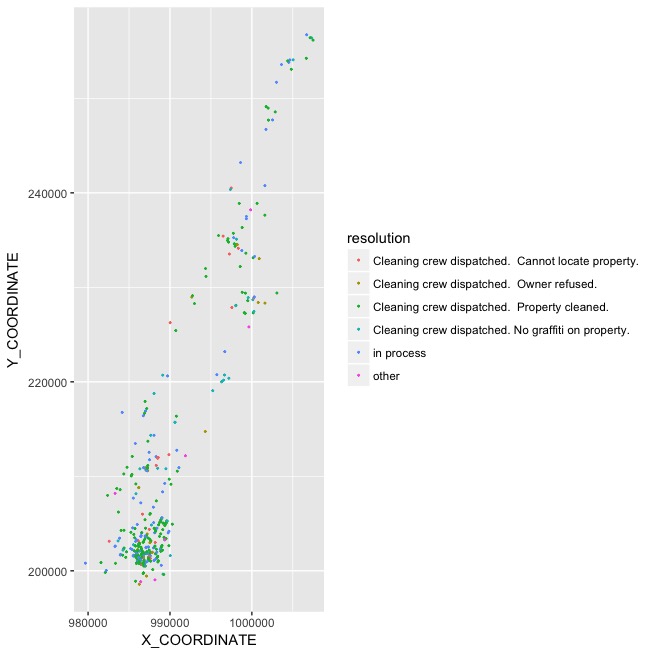 240000
220000
200000
980000
990000
1000000
X_COORDINATE
Y_COORDINATE
resolution
Cleaning crew dispatched.  Cannot locate property.
Cleaning crew dispatched.  Owner refused.
Cleaning crew dispatched.  Property cleaned.
Cleaning crew dispatched. No graffiti on property.
in process
other